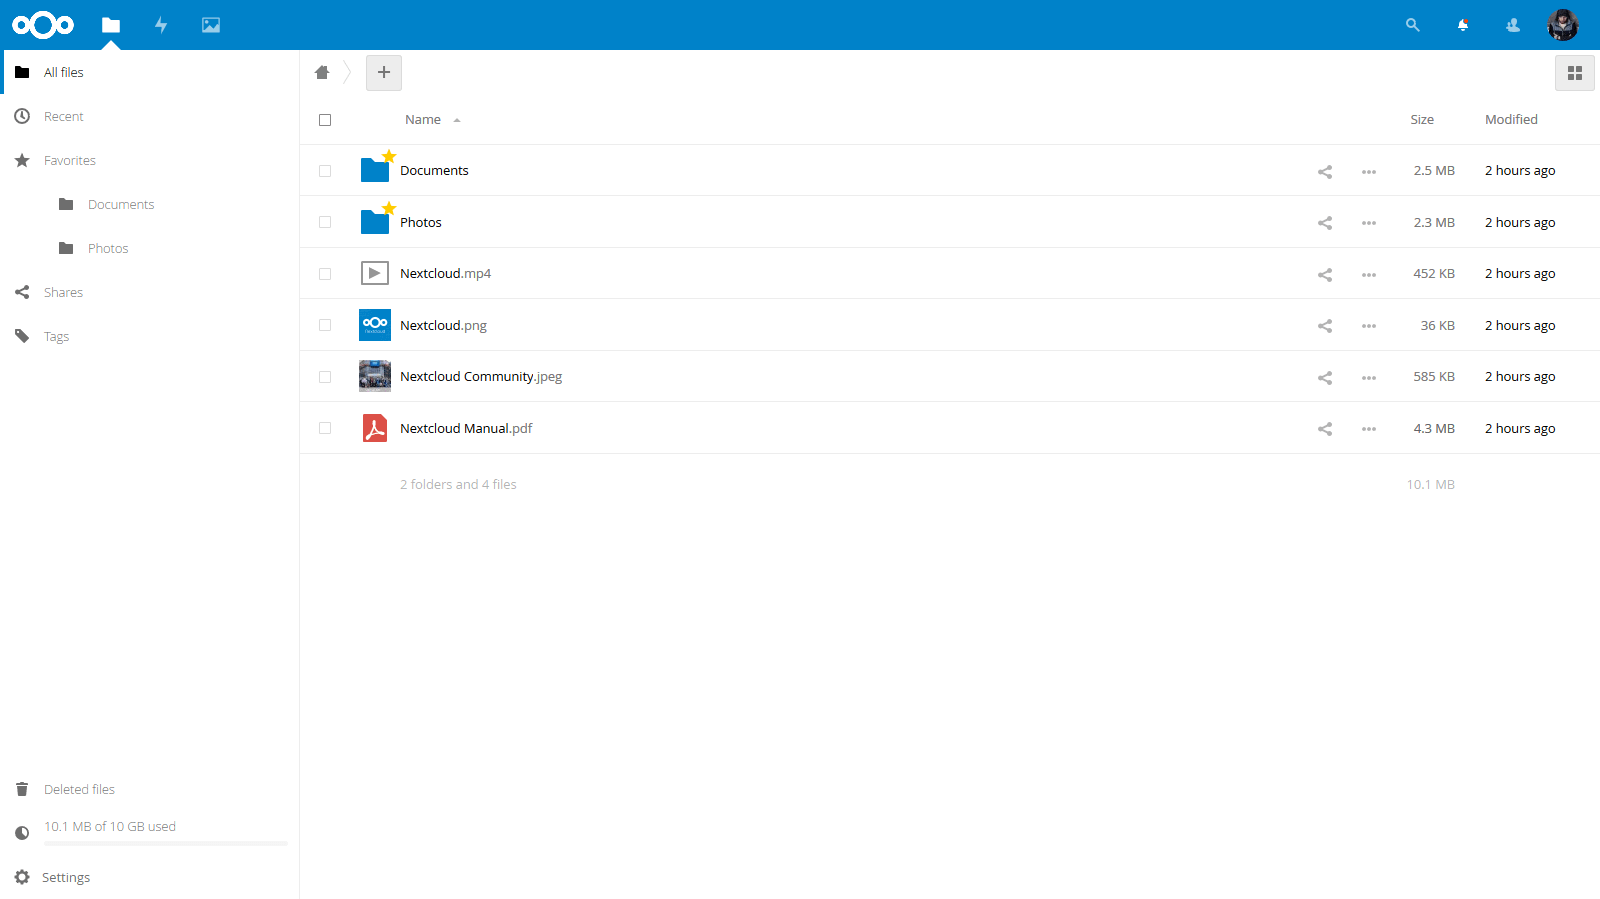 All files
Recent
Favorites
Documents
Photos
Shares
Tags
Deleted files
10.1 MB of 10 GB used
Settings
Name Size Modified
Documents 2.5 MB 2 hours ago
Photos 2.3 MB 2 hours ago
Nextcloud.mp4 452 KB 2 hours ago
Nextcloud.png 36 KB 2 hours ago
Nextcloud Community.jpeg 585 KB 2 hours ago
Nextcloud Manual.pdf 4.3 MB 2 hours ago
2 folders and 4 files 10.1 MB